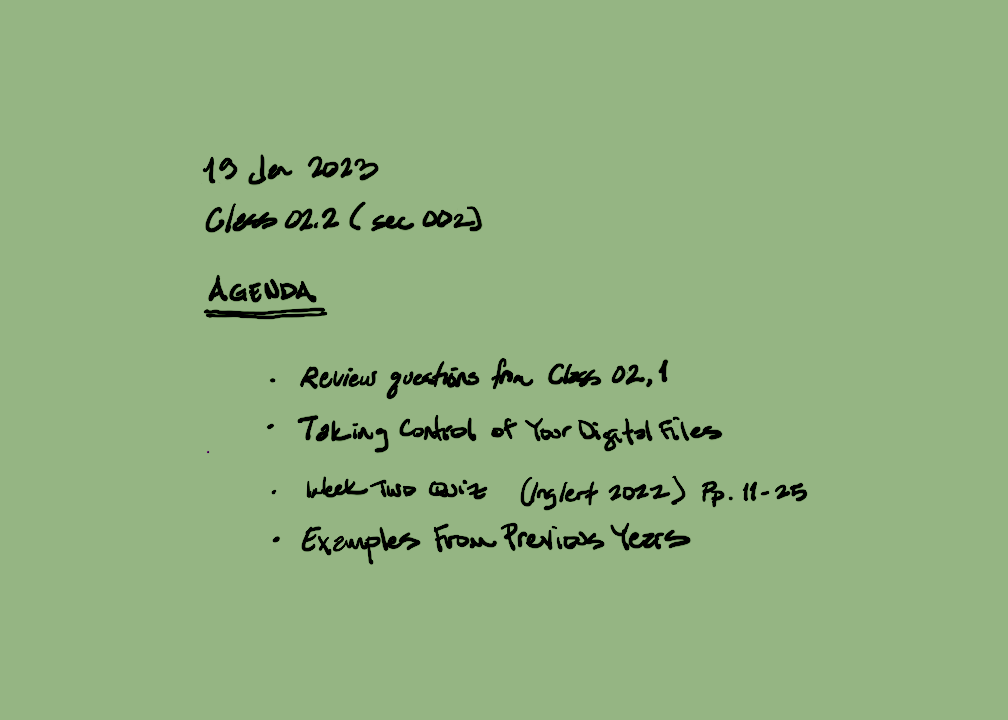 19 Jan 2023
Class 02.2 (sec 002)
AGENDA
· Review questions from Class 02.1
· Taking Control of Your Digital Files
· Week Two Quiz (Inglert 2022) Pp. 11-25
· Examples From Previous Years